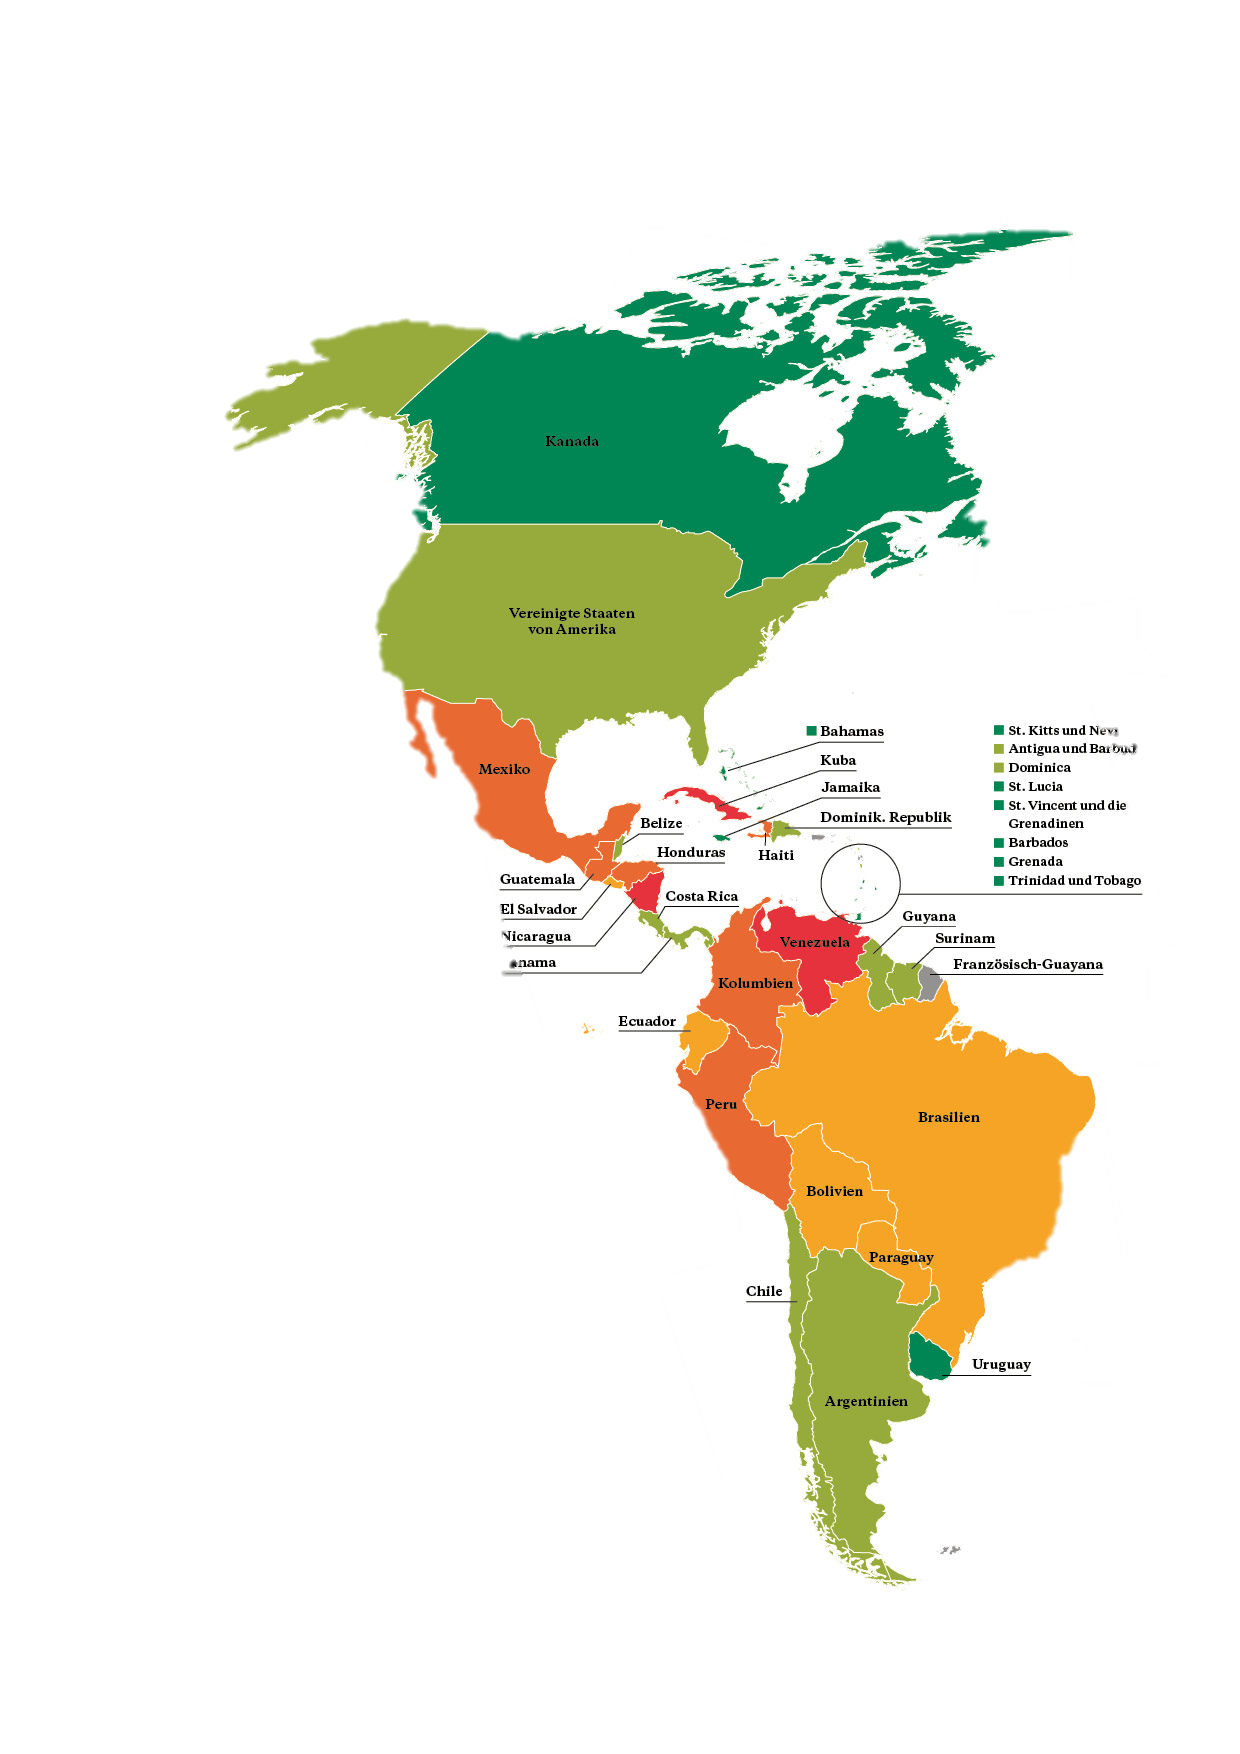 Kanada
Vereinigte Staaten
von Amerika
Mexiko
Bahamas
Kuba
Jamaika
Dominik. Republik
Haiti
Belize
Honduras
Guatemala
El Salvador
Costa Rica
Nicaragua
St. Kitts und
Antigua und
Dominica
St. Lucia
St. Vincent und die
Grenadinen
Barbados
Grenada
Trinidad und Tobago
Venezuela
Guyana
Surinam
Französisch-Guayana
Kolumbien
Ecuador
Peru
Brasilien
Bolivien
Paraguay
Chile
Uruguay
Argentinien